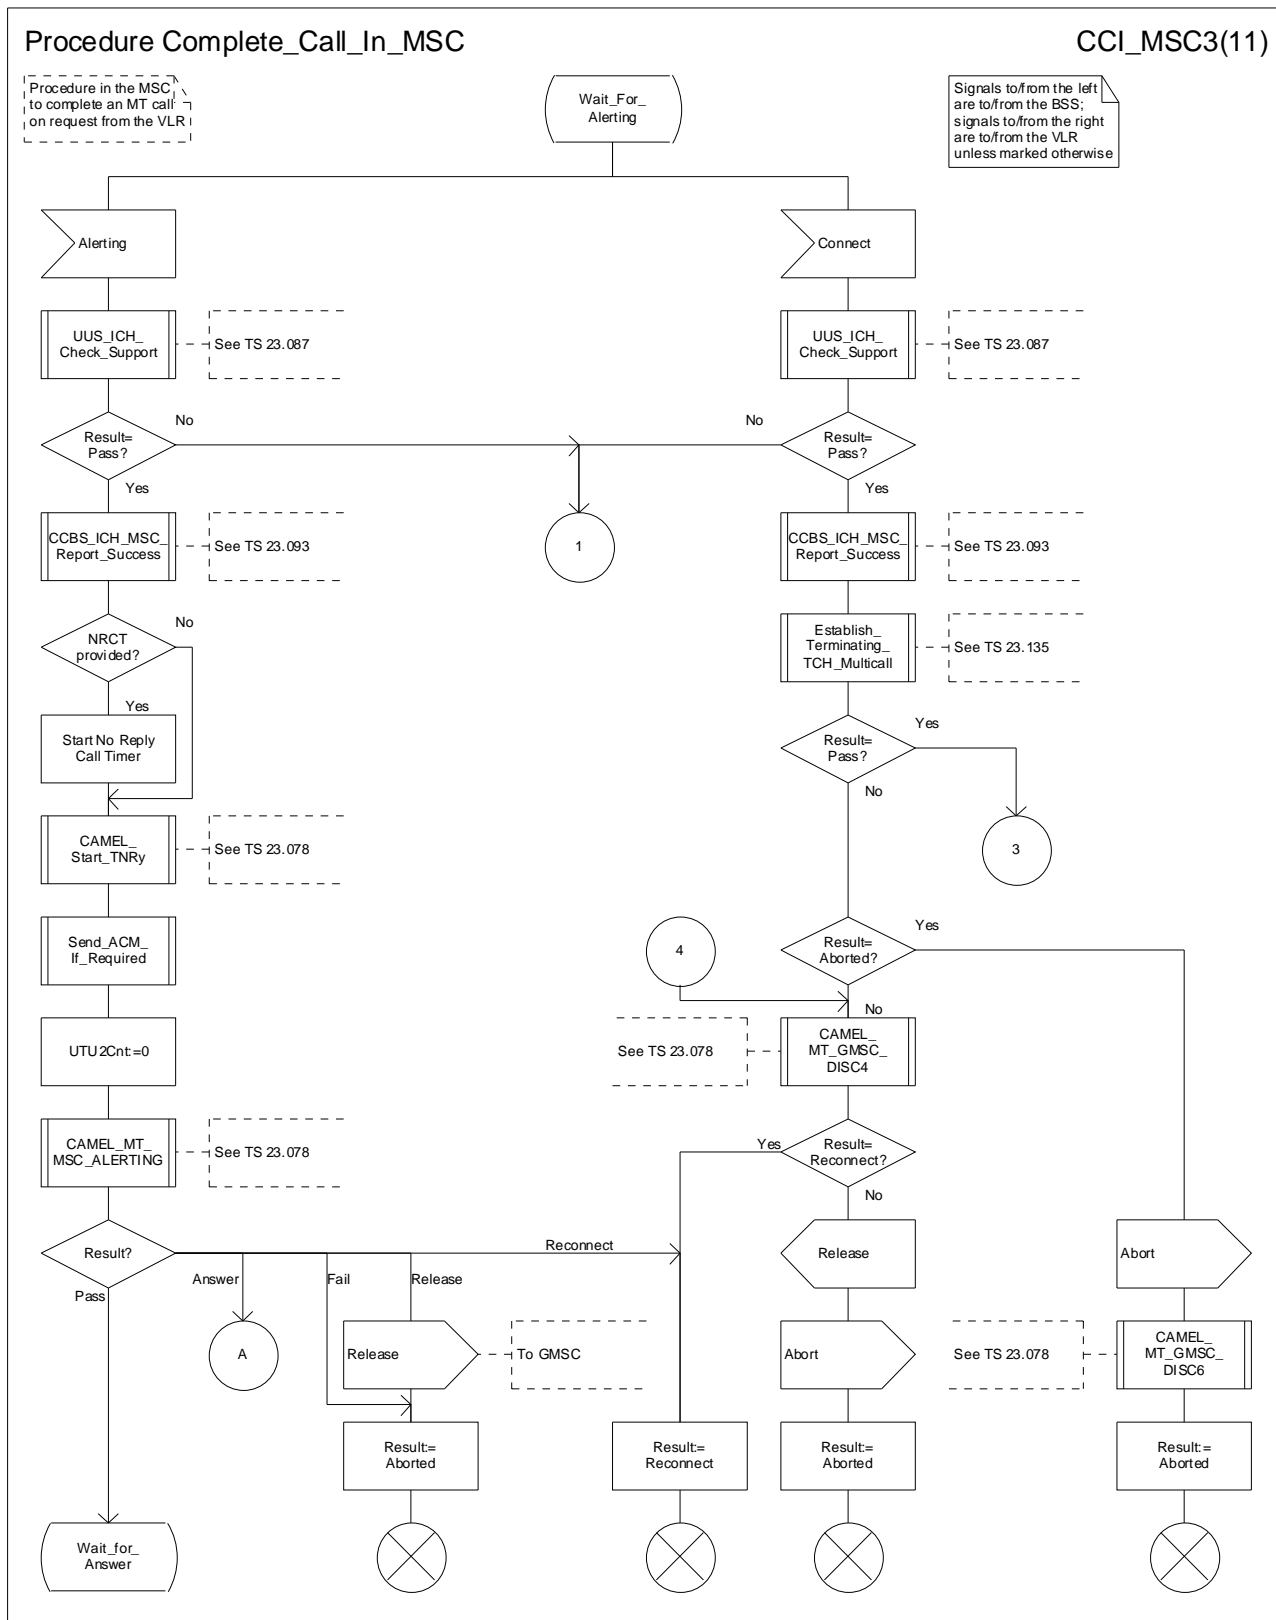 Procedure Complete_Call_In_MSC
CCI_MSC3(11)
Procedure in the MSC
to complete an MT call
on request from the VLR
Wait_For_
Alerting
Signals to/from the left
are to/from the BSS;
signals to/from the right
are to/from the VLR
unless marked otherwise
Alerting
Connect
UUS_ICH_
Check_Support
See TS 23.087
UUS_ICH_
Check_Support
See TS 23.087
No
Result=
Pass?
Yes
No
Result=
Pass?
Yes
CCBS_ICH_MSC_
Report_Success
See TS 23.093
1
CCBS_ICH_MSC_
Report_Success
See TS 23.093
NRCT
provided?
No
Yes
Establish_
Terminating_
TCH_Multicall
See TS 23.135
Start No Reply
Call Timer
Result=
Pass?
Yes
No
CAMEL_
Start_TNRy
See TS 23.078
3
Send_ACM_
If_Required
4
Result=
Aborted?
Yes
No
UTU2Cnt:=0
See TS 23.078
CAMEL_
MT_GMSC_
DISC4
CAMEL_MT_
MSC_ALERTING
See TS 23.078
Yes
Result=
Reconnect?
No
Result?
Pass
Answer
Fail
Release
Reconnect
Release
Abort
A
Release
To GMSC
Abort
See TS 23.078
CAMEL_
MT_GMSC_
DISC6
Result:=
Aborted
Result:=
Reconnect
Result:=
Aborted
Result:=
Aborted
Wait_for_
Answer